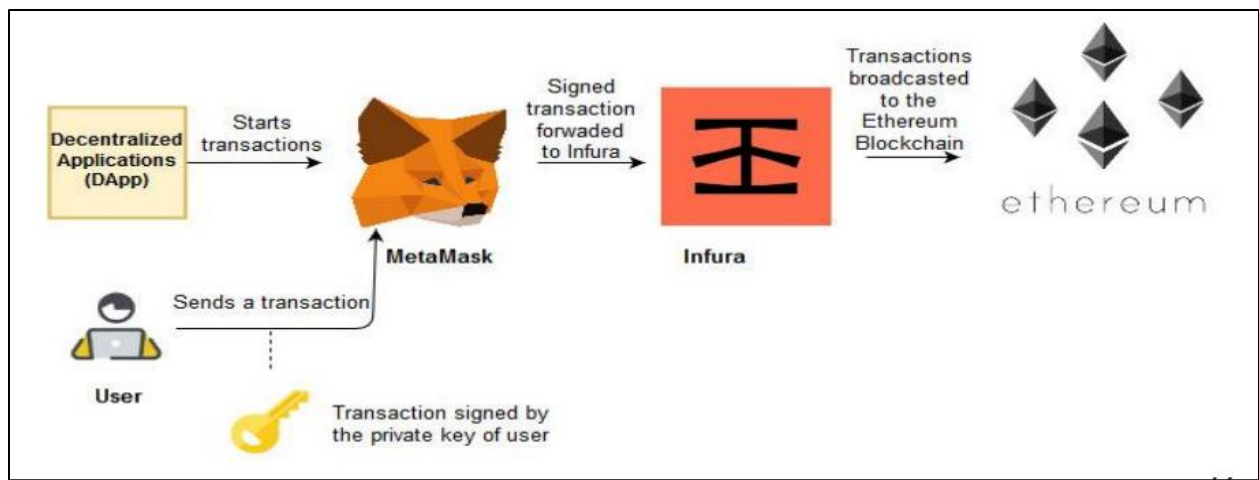 Decentralized
Applications
(DApp)
Starts
transactions
MetaMask
Signed
transaction
forwaded
to Infura
Infura
Transactions
broadcasted
to the
Ethereum
Blockchain
ethereum
Sends a transaction
User
Transaction signed by
the private key of user